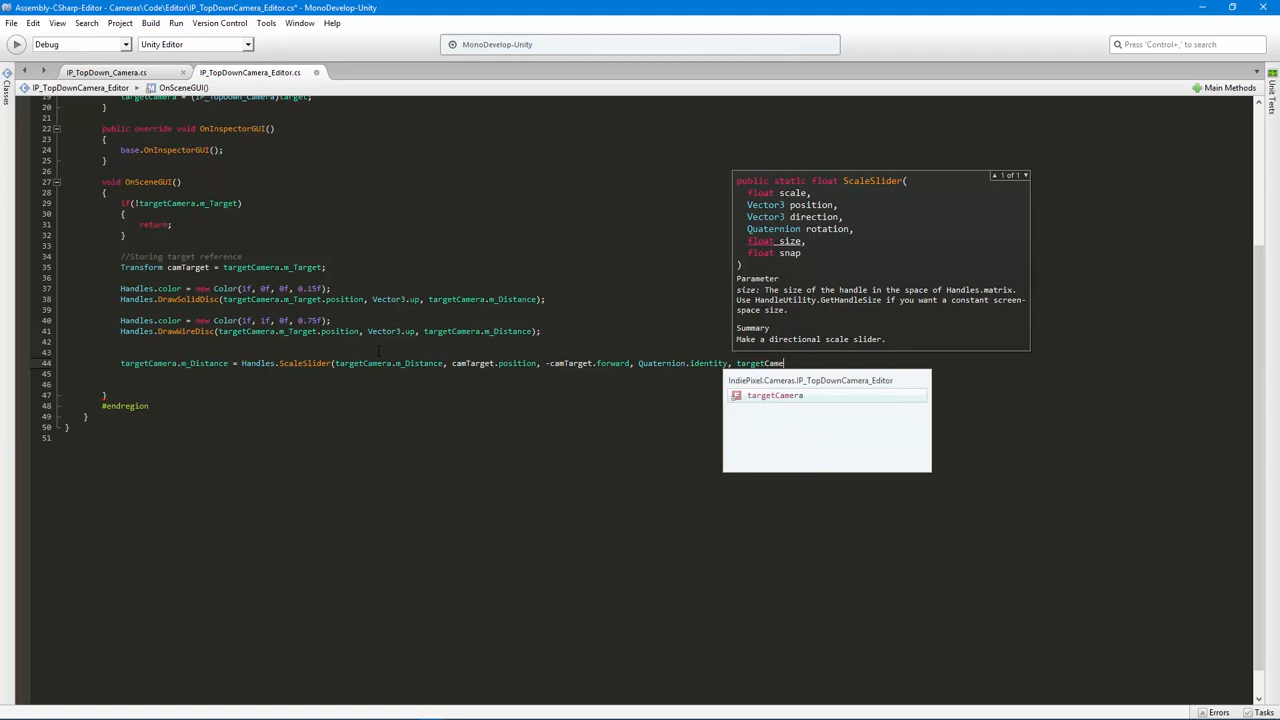 Assembly-CSharp-Editor - Cameras\Code\Editor\IP_TopDownCamera_Editor.cs* - MonoDevelop-Unity
File Edit View Search Project Build Run Version Control Tools Window Help
Debug Unity Editor MonoDevelop-Unity Press 'Control+,' to search
IP_TopDown_Camera.cs IP_TopDownCamera_Editor.cs
IP_TopDownCamera_Editor OnSceneGUI() Main Methods
Classes
Unit Tests
19 targetCamera = (IP_TopDown_Camera)target;
20 }
21
22 public override void OnInspectorGUI()
23 {
24 base.OnInspectorGUI();
25 }
26
27 void OnSceneGUI()
28 {
29 if(!targetCamera.m_Target)
30 {
31 return;
32 }
33
34 //Storing target reference
35 Transform camTarget = targetCamera.m_Target;
36
37 Handles.color = new Color(1f, 0f, 0f, 0.15f);
38 Handles.DrawSolidDisc(targetCamera.m_Target.position, Vector3.up, targetCamera.m_Distance);
39
40 Handles.color = new Color(1f, 1f, 0f, 0.75f);
41 Handles.DrawWireDisc(targetCamera.m_Target.position, Vector3.up, targetCamera.m_Distance);
42
43
44 targetCamera.m_Distance = Handles.ScaleSlider(targetCamera.m_Distance, camTarget.position, -camTarget.forward, Quaternion.identity, targetCame
45
46
47 }
48 #endregion
49 }
50 }
51
1 of 1
public static float ScaleSlider(
float scale,
Vector3 position,
Vector3 direction,
Quaternion rotation,
float size,
float snap
)
Parameter
size: The size of the handle in the space of Handles.matrix.
Use HandleUtility.GetHandleSize if you want a constant screen-
space size.
Summary
Make a directional scale slider.
IndiePixel.Cameras.IP_TopDownCamera_Editor
targetCamera
Errors Tasks